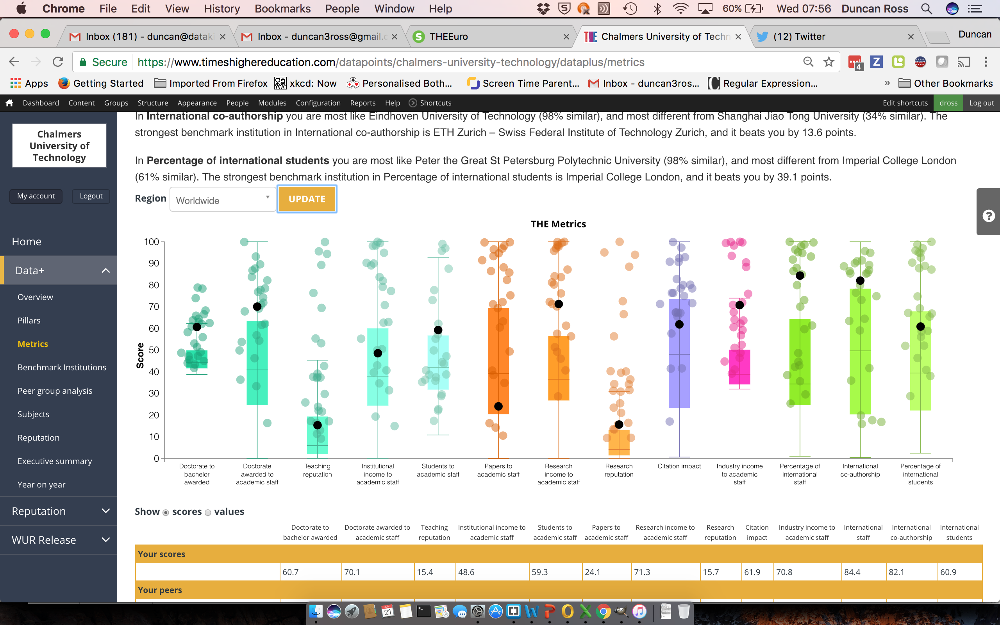 Chrome File Edit View History Bookmarks People Window Help 60% Wed 07:56 Duncan Ross
Inbox (181) - duncan@dataki
Inbox - duncan3ross@gmail.c
THEEuro
Chalmers University of Techn
(12) Twitter
Duncan
Secure https://www.timeshighereducation.com/datapoints/chalmers-university-technology/dataplus/metrics
4
Apps Getting Started Imported From Firefox xkcd: Now Personalised Both... Screen Time Parent... Inbox - duncan3ros... Regular Expression... » Other Bookmarks
Dashboard Content Groups Structure Appearance People Modules Configuration Reports Help Shortcuts Edit shortcuts dross Log out
Chalmers
University of
Technology
My account Logout
Home
Data+
Overview
Pillars
Metrics
Benchmark Institutions
Peer group analysis
Subjects
Reputation
Executive summary
Year on year
Reputation
WUR Release
In International co-authorship you are most like Eindhoven University of Technology (98% similar), and most different from Shanghai Jiao Tong University (34% similar). The
strongest benchmark institution in International co-authorship is ETH Zurich – Swiss Federal Institute of Technology Zurich, and it beats you by 13.6 points.
In Percentage of international students you are most like Peter the Great St Petersburg Polytechnic University (98% similar), and most different from Imperial College London
(61% similar). The strongest benchmark institution in Percentage of international students is Imperial College London, and it beats you by 39.1 points.
Region Worldwide UPDATE
?
THE Metrics
Score
100
90
80
70
60
50
40
30
20
10
0
Doctorate to
bachelor
awarded
Doctorate
awarded to
academic staff
Teaching
reputation
Institutional
income to
academic staff
Students to
academic staff
Papers to
academic staff
Research
income to
academic staff
Research
reputation
Citation impact
Industry income
to academic
staff
Percentage of
international
staff
International
co-authorship
Percentage of
international
students
Show scores values
Doctorate to Doctorate awarded to Teaching Institutional income to Students to Papers to Research income to Research Citation Industry income to International International International
bachelor awarded academic staff reputation academic staff academic staff academic staff academic staff reputation impact academic staff staff co-authorship students
Your scores
60.7 70.1 15.4 48.6 59.3 24.1 71.3 15.7 61.9 70.8 84.4 82.1 60.9
Your peers
JUN
21